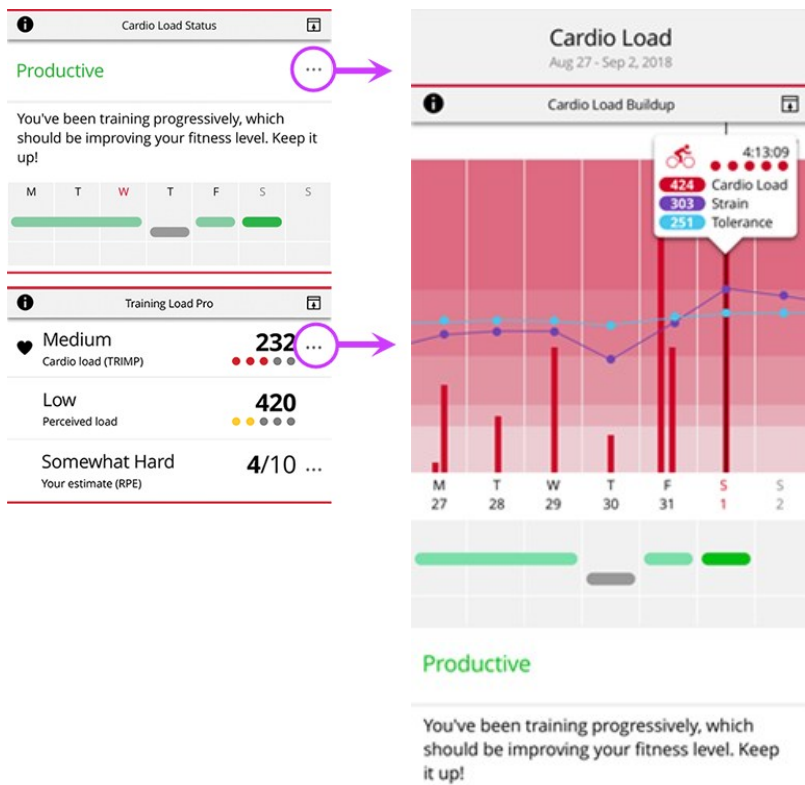 Cardio Load Status
Productive
...
You've been training progressively, which
should be improving your fitness level. Keep it
up!
M T W T F S S
Training Load Pro
Medium 232 ...
Cardio load (TRIMP)
Low 420
Perceived load
Somewhat Hard 4/10 ...
Your estimate (RPE)
Cardio Load
Aug 27 - Sep 2, 2018
Cardio Load Buildup
4:13:09
424 Cardio Load
303 Strain
251 Tolerance
M T W T F S S
27 28 29 30 31 1 2
Productive
You've been training progressively, which
should be improving your fitness level. Keep
it up!